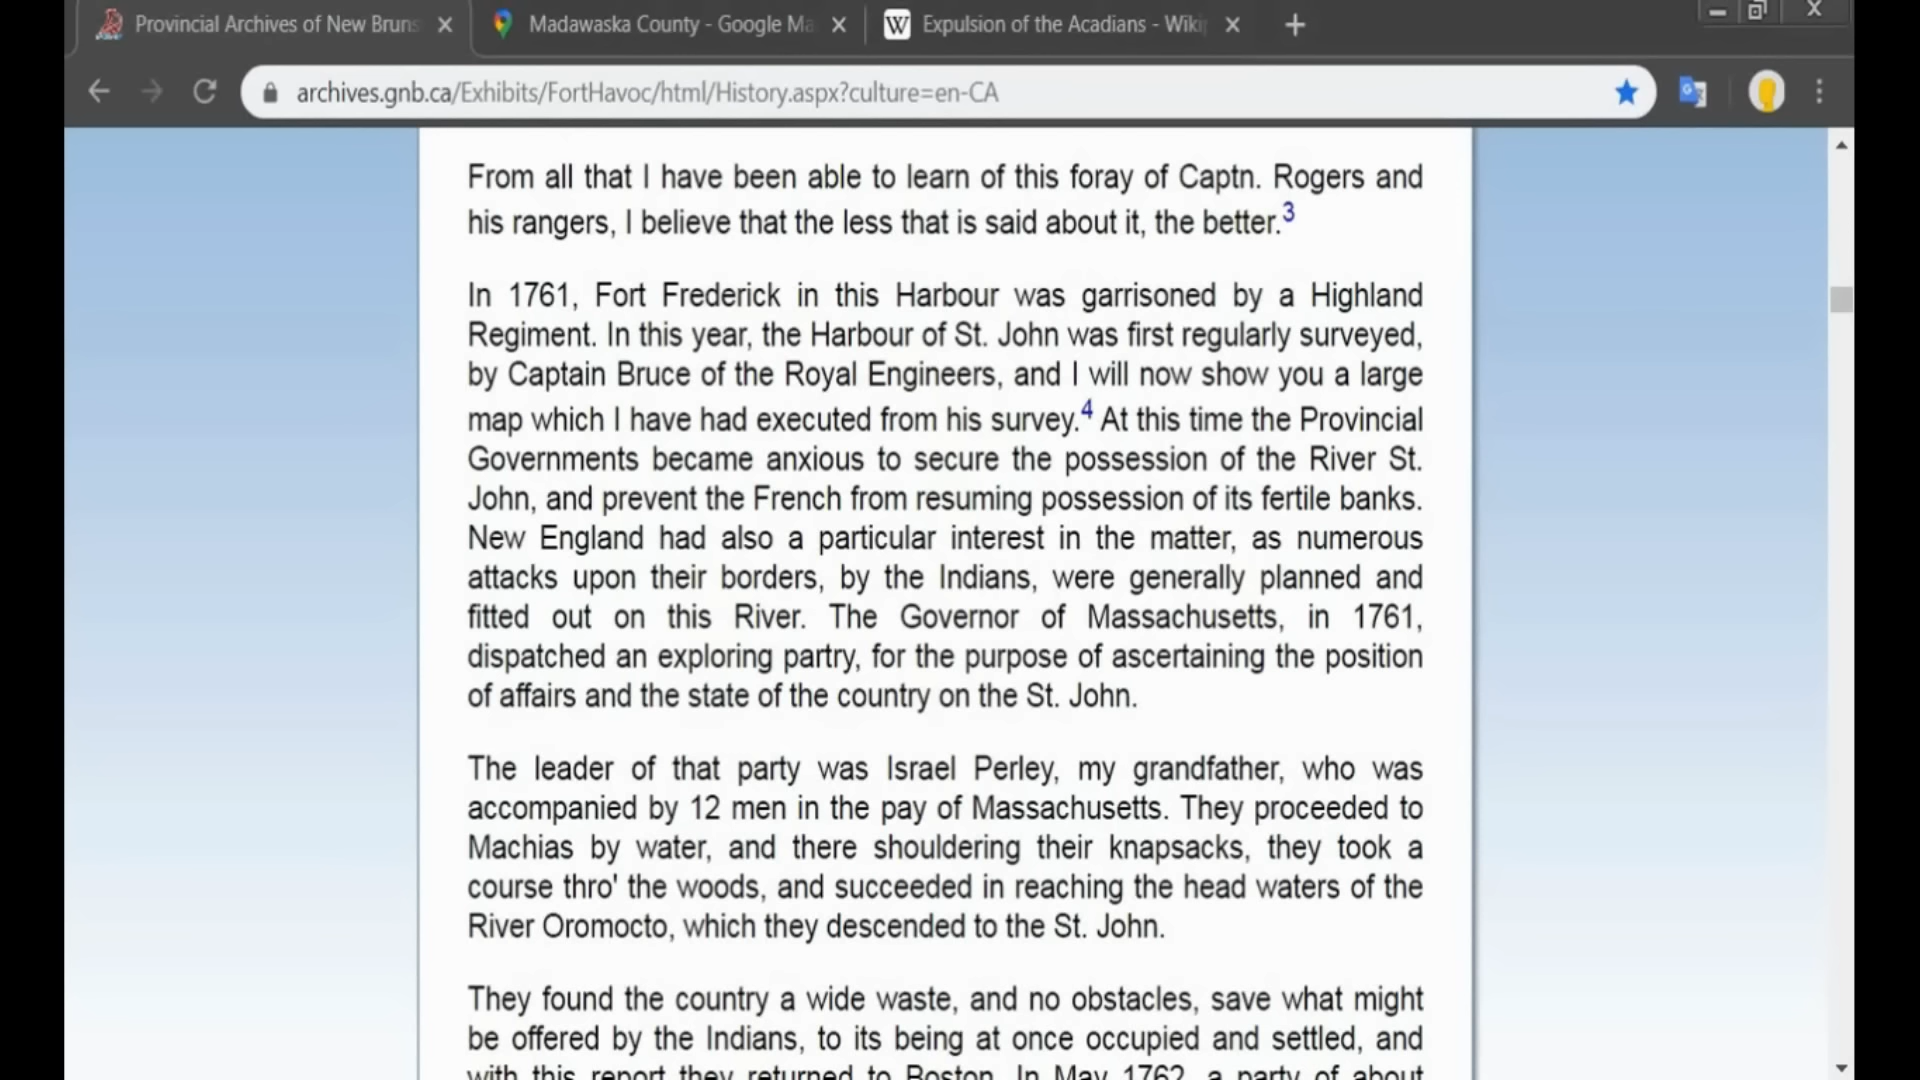 Provincial Archives of New Bruns
Madawaska County - Google Ma
W Expulsion of the Acadians - Wiki
archives.gnb.ca/Exhibits/FortHavoc/html/History.aspx?culture=en-CA
From all that I have been able to learn of this foray of Captn. Rogers and
his rangers, I believe that the less that is said about it, the better.3
In 1761, Fort Frederick in this Harbour was garrisoned by a Highland
Regiment. In this year, the Harbour of St. John was first regularly surveyed,
by Captain Bruce of the Royal Engineers, and I will now show you a large
map which I have had executed from his survey.4 At this time the Provincial
Governments became anxious to secure the possession of the River St.
John, and prevent the French from resuming possession of its fertile banks.
New England had also a particular interest in the matter, as numerous
attacks upon their borders, by the Indians, were generally planned and
fitted out on this River. The Governor of Massachusetts, in 1761,
dispatched an exploring partry, for the purpose of ascertaining the position
of affairs and the state of the country on the St. John.
The leader of that party was Israel Perley, my grandfather, who was
accompanied by 12 men in the pay of Massachusetts. They proceeded to
Machias by water, and there shouldering their knapsacks, they took a
course thro' the woods, and succeeded in reaching the head waters of the
River Oromocto, which they descended to the St. John.
They found the country a wide waste, and no obstacles, save what might
be offered by the Indians, to its being at once occupied and settled, and
with this report they returned to Boston. In May 1762, a party of about